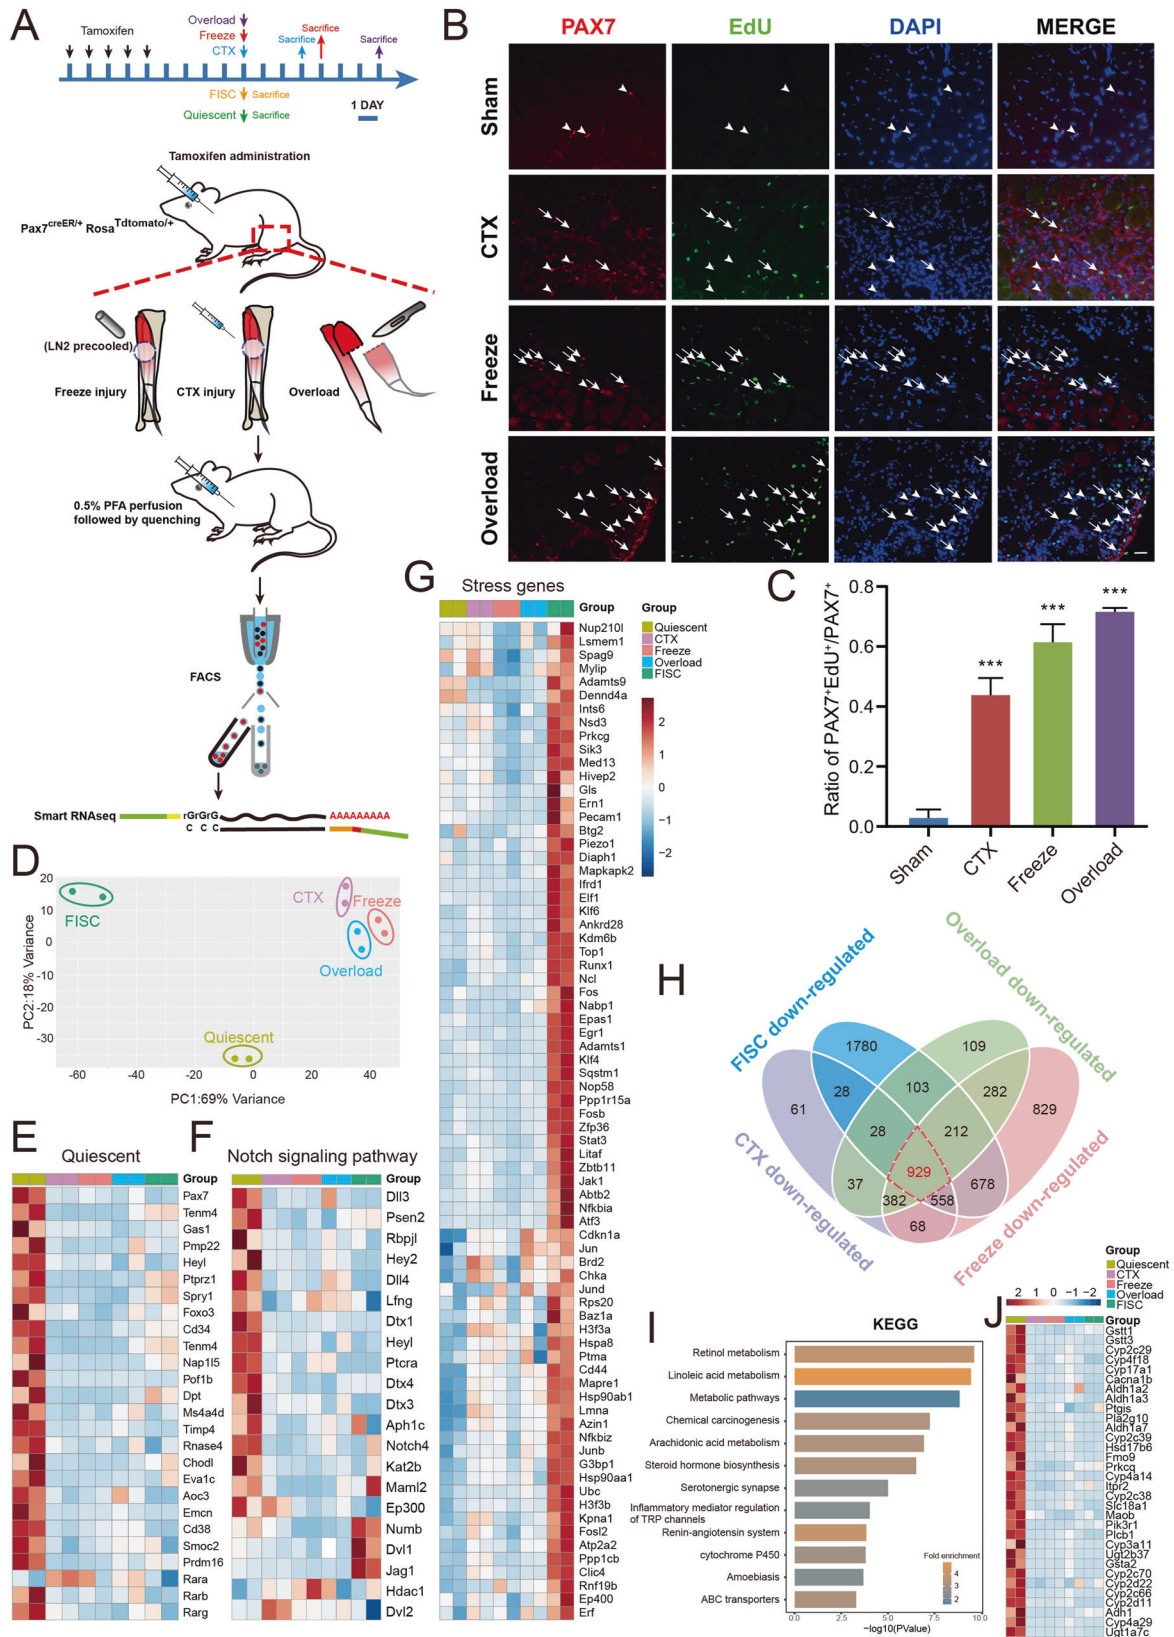 A
Tamoxifen
Overload
Freeze
CTX
Sacrifice
Sacrifice
Sacrifice
FISC
Sacrifice
Quiescent
Sacrifice
1 DAY
Tamoxifen administration
Pax7creER/+ RosaTdtomato/+
(LN2 precooled)
Freeze injury
CTX injury
Overload
0.5% PFA perfusion
followed by quenching
FACS
Smart RNAseq
rGrGrG
C C C
AAAAAAAAA
B
PAX7
EdU
DAPI
MERGE
Sham
CTX
Freeze
Overload
C
Ratio of PAX7+EdU+/PAX7+
0.8
0.6
0.4
0.2
0.0
***
***
***
Sham
CTX
Freeze
Overload
D
PC2:18% Variance
20
10
0
-10
-20
-30
FISC
CTX
Freeze
Overload
Quiescent
-60
-40
-20
0
20
40
PC1:69% Variance
E
Quiescent
Group
Pax7
Tenm4
Gas1
Pmp22
Heyl
Ptprz1
Spry1
Foxo3
Cd34
Tenm4
Nap1l5
Pof1b
Dpt
Ms4a4d
Timp4
Rnase4
Chodl
Eva1c
Aoc3
Emcn
Cd38
Smoc2
Prdm16
Rara
Rarb
Rarg
F
Notch signaling pathway
Group
Dll3
Psen2
Rbpjl
Hey2
Dll4
Lfng
Dtx1
Heyl
Ptcra
Dtx4
Dtx3
Aph1c
Notch4
Kat2b
Maml2
Ep300
Numb
Dvl1
Jag1
Hdac1
Dvl2
G
Stress genes
Group
Nup210l
Lsmem1
Spag9
Mylip
Adamts9
Dennd4a
Ints6
Nsd3
Prkcg
Sik3
Med13
Hivep2
Gls
Ern1
Pecam1
Btg2
Piezo1
Diaph1
Mapkapk2
Ifrd1
Elf1
Klf6
Ankrd28
Kdm6b
Top1
Runx1
Ncl
Fos
Nabp1
Epas1
Egr1
Adamts1
Klf4
Sqstm1
Nop58
Ppp1r15a
Fosb
Zfp36
Stat3
Litaf
Zbtb11
Jak1
Abtb2
Nfkbia
Atf3
Cdkn1a
Jun
Brd2
Chka
Jund
Rps20
Baz1a
H3f3a
Hspa8
Ptma
Cd44
Mapre1
Hsp90ab1
Lmna
Azin1
Nfkbiz
Junb
G3bp1
Hsp90aa1
Ubc
H3f3b
Kpna1
Fosl2
Atp2a2
Ppp1cb
Clic4
Rnf19b
Ep400
Erf
Group
Quiescent
CTX
Freeze
Overload
FISC
2
1
0
−1
−2
H
FISC down-regulated
Overload down-regulated
CTX down-regulated
Freeze down-regulated
1780
109
61
28
103
282
829
28
212
929
37
382
558
678
68
I
KEGG
Retinol metabolism
Linoleic acid metabolism
Metabolic pathways
Chemical carcinogenesis
Arachidonic acid metabolism
Steroid hormone biosynthesis
Serotonergic synapse
Inflammatory mediator regulation
of TRP channels
Renin-angiotensin system
cytochrome P450
Amoebiasis
ABC transporters
Fold enrichment
4
3
2
0.0
2.5
5.0
7.5
10.0
−log10(PValue)
J
Group
Quiescent
CTX
Freeze
Overload
FISC
2 1 0 −1 −2
Group
Gstt1
Gstt3
Cyp2c29
Cyp4f18
Cyp17a1
Cacna1b
Aldh1a2
Aldh1a3
Ptgis
Pla2g10
Aldh1a7
Cyp2c39
Hsd17b6
Fmo9
Prkcq
Cyp4a14
Itpr2
Cyp2c38
Slc18a1
Maob
Pik3r1
Plcb1
Cyp3a11
Ugt2b37
Gsta2
Cyp2c70
Cyp2d22
Cyp2c66
Cyp2d11
Adh1
Cyp4a29
Ugt1a7c